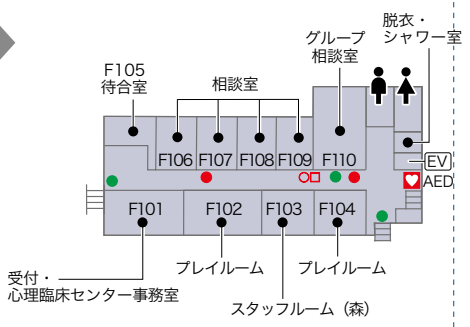 脱衣・
シャワー室
グループ
相談室
F105
待合室
相談室
F106 F107 F108 F109 F110
EV
AED
F101 F102 F103 F104
受付・
心理臨床センター事務室
プレイルーム プレイルーム
スタッフルーム（森）